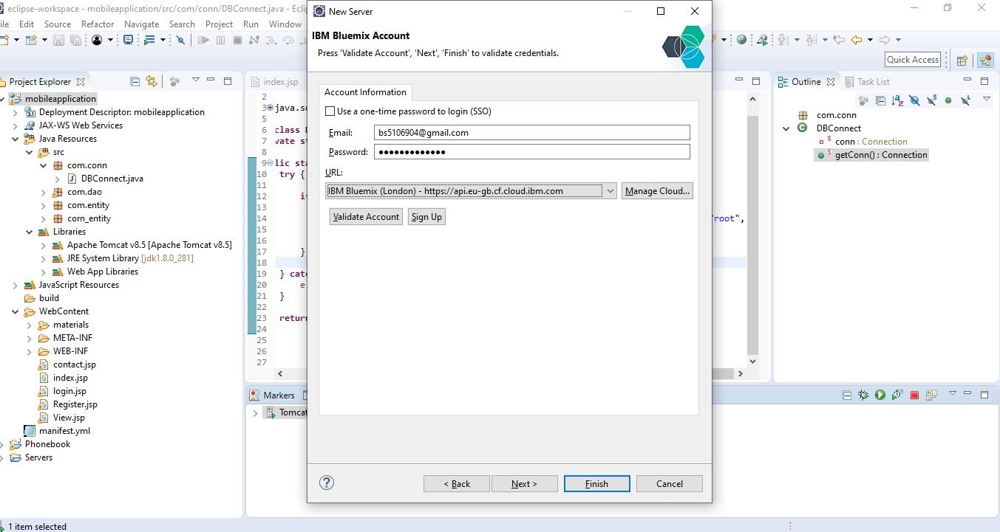 eclipse-workspace - mobileapplication/src/com/conn/DBConnect.java - Ecli
Edit Source Refactor Navigate Search Project Run Window
Quick Access
Project Explorer
mobileapplication
Deployment Descriptor: mobileapplication
JAX-WS Web Services
Java Resources
src
com.conn
DBConnect.java
com.dao
com.entity
corn_entity
Libraries
Apache Tomcat v8.5 [Apache Tomcat v8.5]
JRE System Library [jdk1.8.0_281]
Web App Libraries
JavaScript Resources
build
WebContent
materials
META-INF
WEB-INF
contact.jsp
index.jsp
login.jsp
Register.jsp
View.jsp
manifest.yml
Phonebook
Servers
1 item selected
index.jsp
2
3 java.sq
5
6 class D
7 vate st
8
9 lic sta
10 try {
11
12 if
13
14 "root",
15
16
17 }
18
19 } catc
20 e.
21 }
22
23 return
24
25
26
27
Markers
Tomcat
New Server
IBM Bluemix Account
Press 'Validate Account', 'Next', 'Finish' to validate credentials.
Account Information
Use a one-time password to login (SSO)
Email: bs5106904@gmail.com
Password: •••••••••••••
URL:
IBM Bluemix (London) - https://api.eu-gb.cf.cloud.ibm.com
Manage Cloud...
Validate Account Sign Up
? < Back Next > Finish Cancel
Outline Task List
com.conn
DBConnect
conn : Connection
getConn() : Connection